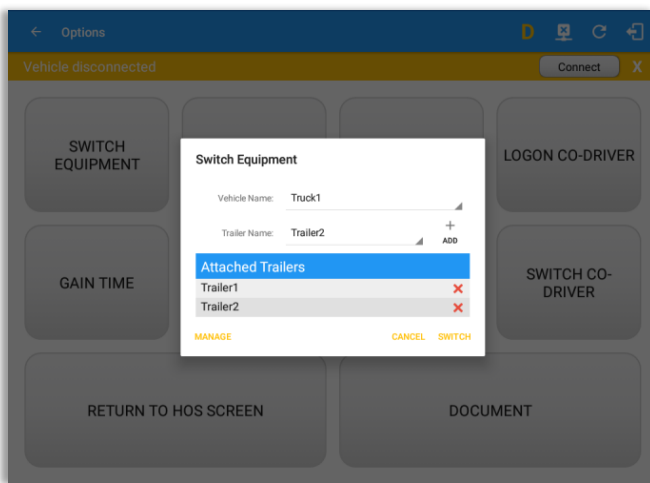 Options
D
Vehicle disconnected
Connect
X
SWITCH
EQUIPMENT
LOGON CO-DRIVER
Switch Equipment
Vehicle Name:
Truck1
Trailer Name:
Trailer2
+
ADD
Attached Trailers
Trailer1
Trailer2
MANAGE
CANCEL
SWITCH
GAIN TIME
SWITCH CO-
DRIVER
RETURN TO HOS SCREEN
DOCUMENT